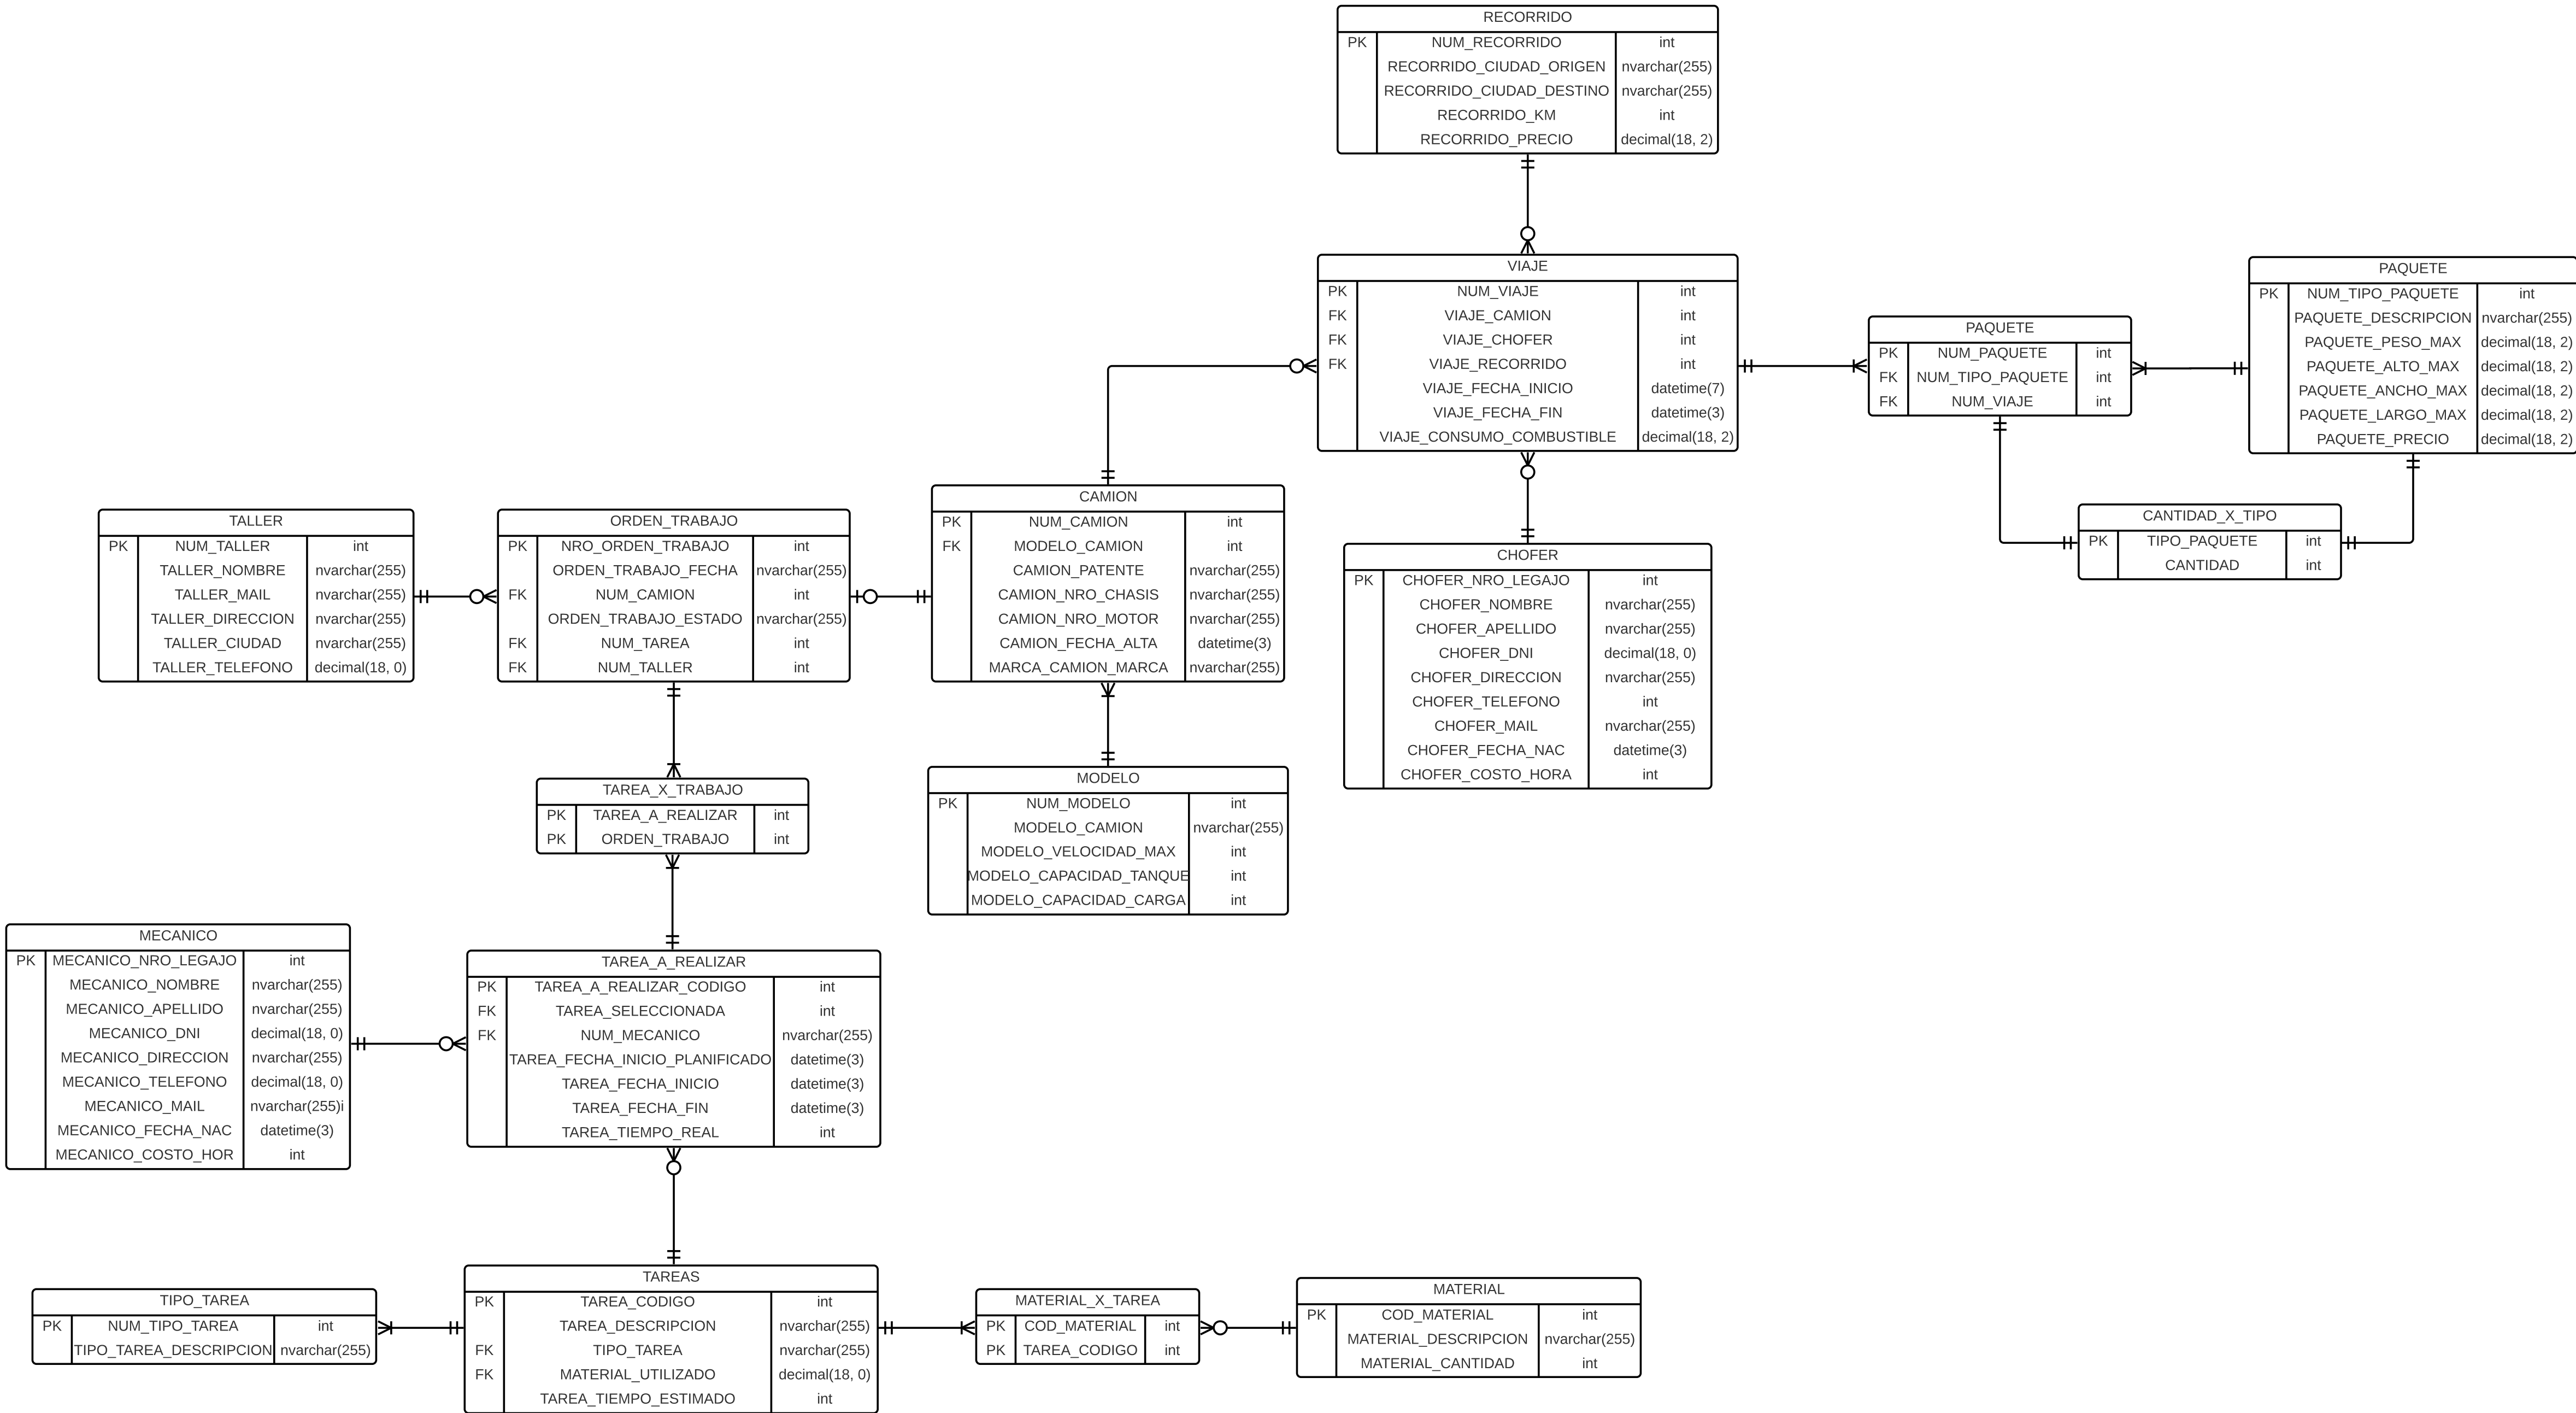 RECORRIDO
PK NUM_RECORRIDO int
RECORRIDO_CIUDAD_ORIGEN nvarchar(255)
RECORRIDO_CIUDAD_DESTINO nvarchar(255)
RECORRIDO_KM int
RECORRIDO_PRECIO decimal(18, 2)
VIAJE
PK NUM_VIAJE int
FK VIAJE_CAMION int
FK VIAJE_CHOFER int
FK VIAJE_RECORRIDO int
VIAJE_FECHA_INICIO datetime(7)
VIAJE_FECHA_FIN datetime(3)
VIAJE_CONSUMO_COMBUSTIBLE decimal(18, 2)
PAQUETE
PK NUM_PAQUETE int
FK NUM_TIPO_PAQUETE int
FK NUM_VIAJE int
PAQUETE
PK NUM_TIPO_PAQUETE int
PAQUETE_DESCRIPCION nvarchar(255)
PAQUETE_PESO_MAX decimal(18, 2)
PAQUETE_ALTO_MAX decimal(18, 2)
PAQUETE_ANCHO_MAX decimal(18, 2)
PAQUETE_LARGO_MAX decimal(18, 2)
PAQUETE_PRECIO decimal(18, 2)
CANTIDAD_X_TIPO
PK TIPO_PAQUETE int
CANTIDAD int
TALLER
PK NUM_TALLER int
TALLER_NOMBRE nvarchar(255)
TALLER_MAIL nvarchar(255)
TALLER_DIRECCION nvarchar(255)
TALLER_CIUDAD nvarchar(255)
TALLER_TELEFONO decimal(18, 0)
ORDEN_TRABAJO
PK NRO_ORDEN_TRABAJO int
ORDEN_TRABAJO_FECHA nvarchar(255)
FK NUM_CAMION int
ORDEN_TRABAJO_ESTADO nvarchar(255)
FK NUM_TAREA int
FK NUM_TALLER int
CAMION
PK NUM_CAMION int
FK MODELO_CAMION int
CAMION_PATENTE nvarchar(255)
CAMION_NRO_CHASIS nvarchar(255)
CAMION_NRO_MOTOR nvarchar(255)
CAMION_FECHA_ALTA datetime(3)
MARCA_CAMION_MARCA nvarchar(255)
CHOFER
PK CHOFER_NRO_LEGAJO int
CHOFER_NOMBRE nvarchar(255)
CHOFER_APELLIDO nvarchar(255)
CHOFER_DNI decimal(18, 0)
CHOFER_DIRECCION nvarchar(255)
CHOFER_TELEFONO int
CHOFER_MAIL nvarchar(255)
CHOFER_FECHA_NAC datetime(3)
CHOFER_COSTO_HORA int
TAREA_X_TRABAJO
PK TAREA_A_REALIZAR int
PK ORDEN_TRABAJO int
MODELO
PK NUM_MODELO int
MODELO_CAMION nvarchar(255)
MODELO_VELOCIDAD_MAX int
MODELO_CAPACIDAD_TANQUE int
MODELO_CAPACIDAD_CARGA int
MECANICO
PK MECANICO_NRO_LEGAJO int
MECANICO_NOMBRE nvarchar(255)
MECANICO_APELLIDO nvarchar(255)
MECANICO_DNI decimal(18, 0)
MECANICO_DIRECCION nvarchar(255)
MECANICO_TELEFONO decimal(18, 0)
MECANICO_MAIL nvarchar(255)i
MECANICO_FECHA_NAC datetime(3)
MECANICO_COSTO_HOR int
TAREA_A_REALIZAR
PK TAREA_A_REALIZAR_CODIGO int
FK TAREA_SELECCIONADA int
FK NUM_MECANICO nvarchar(255)
TAREA_FECHA_INICIO_PLANIFICADO datetime(3)
TAREA_FECHA_INICIO datetime(3)
TAREA_FECHA_FIN datetime(3)
TAREA_TIEMPO_REAL int
TIPO_TAREA
PK NUM_TIPO_TAREA int
TIPO_TAREA_DESCRIPCION nvarchar(255)
TAREAS
PK TAREA_CODIGO int
TAREA_DESCRIPCION nvarchar(255)
FK TIPO_TAREA nvarchar(255)
FK MATERIAL_UTILIZADO decimal(18, 0)
TAREA_TIEMPO_ESTIMADO int
MATERIAL_X_TAREA
PK COD_MATERIAL int
PK TAREA_CODIGO int
MATERIAL
PK COD_MATERIAL int
MATERIAL_DESCRIPCION nvarchar(255)
MATERIAL_CANTIDAD int